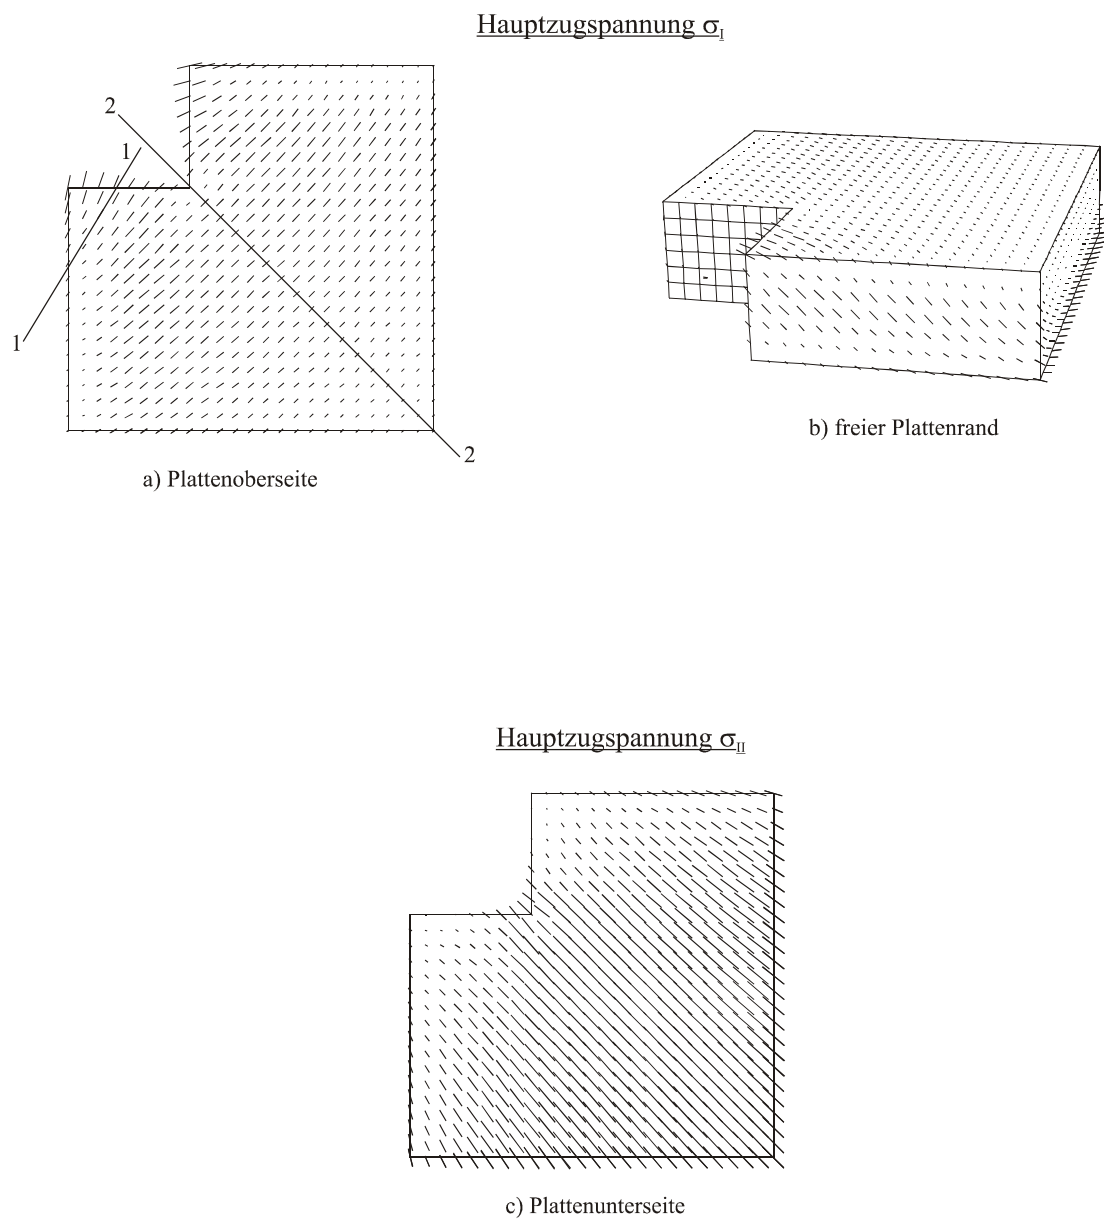 Hauptzugspannung σI
2
1
1
2
a) Plattenoberseite
b) freier Plattenrand
Hauptzugspannung σII
c) Plattenunterseite